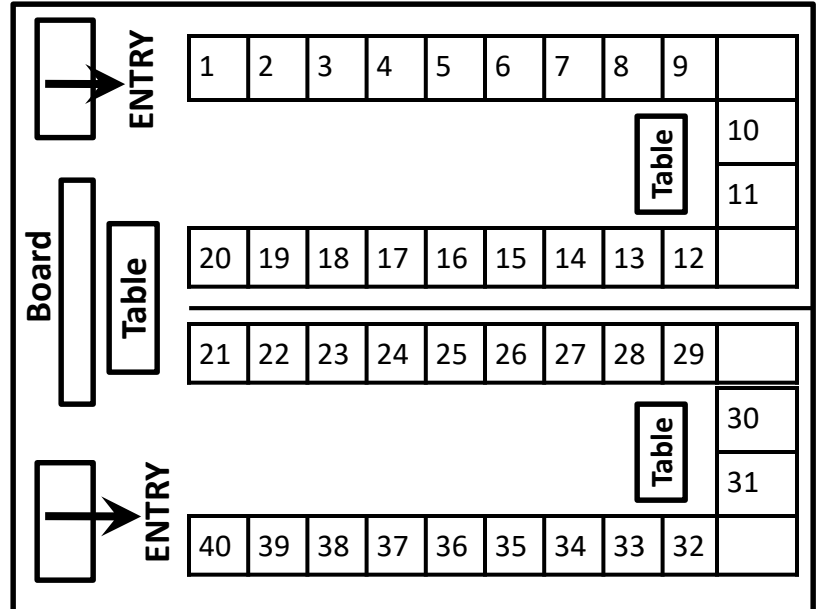 ENTRY
1 2 3 4 5 6 7 8 9
10
Table
11
Board
Table
20 19 18 17 16 15 14 13 12
21 22 23 24 25 26 27 28 29
30
Table
31
ENTRY
40 39 38 37 36 35 34 33 32